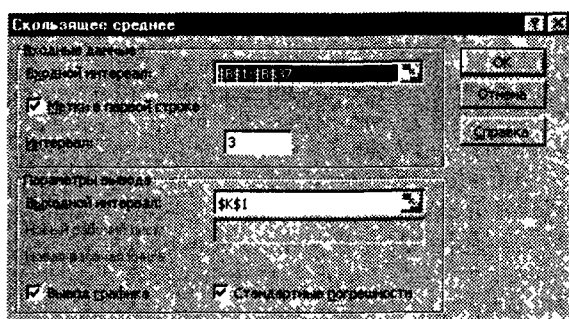 Скользящее среднее
Входные данные
Входной интервал: $B$1:$B$37
Метки в первой строке
Интервал: 3
OK
Отмена
Справка
Параметры вывода
Выходной интервал: $K$1
Новый рабочий лист:
Новая рабочая книга
Вывод графика
Стандартные погрешности